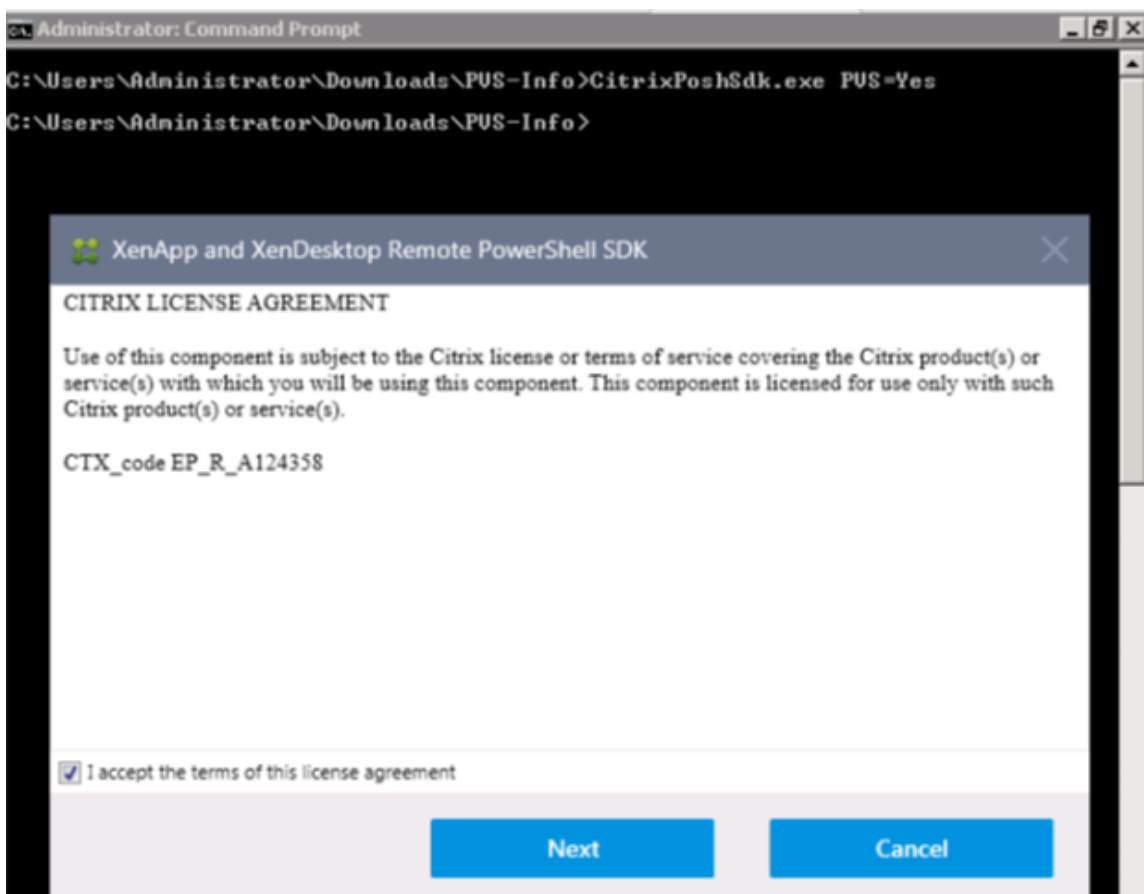 Administrator: Command Prompt
C:\Users\Administrator\Downloads\PVS-Info>CitrixPoshSdk.exe PVS=Yes
C:\Users\Administrator\Downloads\PVS-Info>
XenApp and XenDesktop Remote PowerShell SDK
CITRIX LICENSE AGREEMENT
Use of this component is subject to the Citrix license or terms of service covering the Citrix product(s) or
service(s) with which you will be using this component. This component is licensed for use only with such
Citrix product(s) or service(s).
CTX_code EP_R_A124358
I accept the terms of this license agreement
Next
Cancel